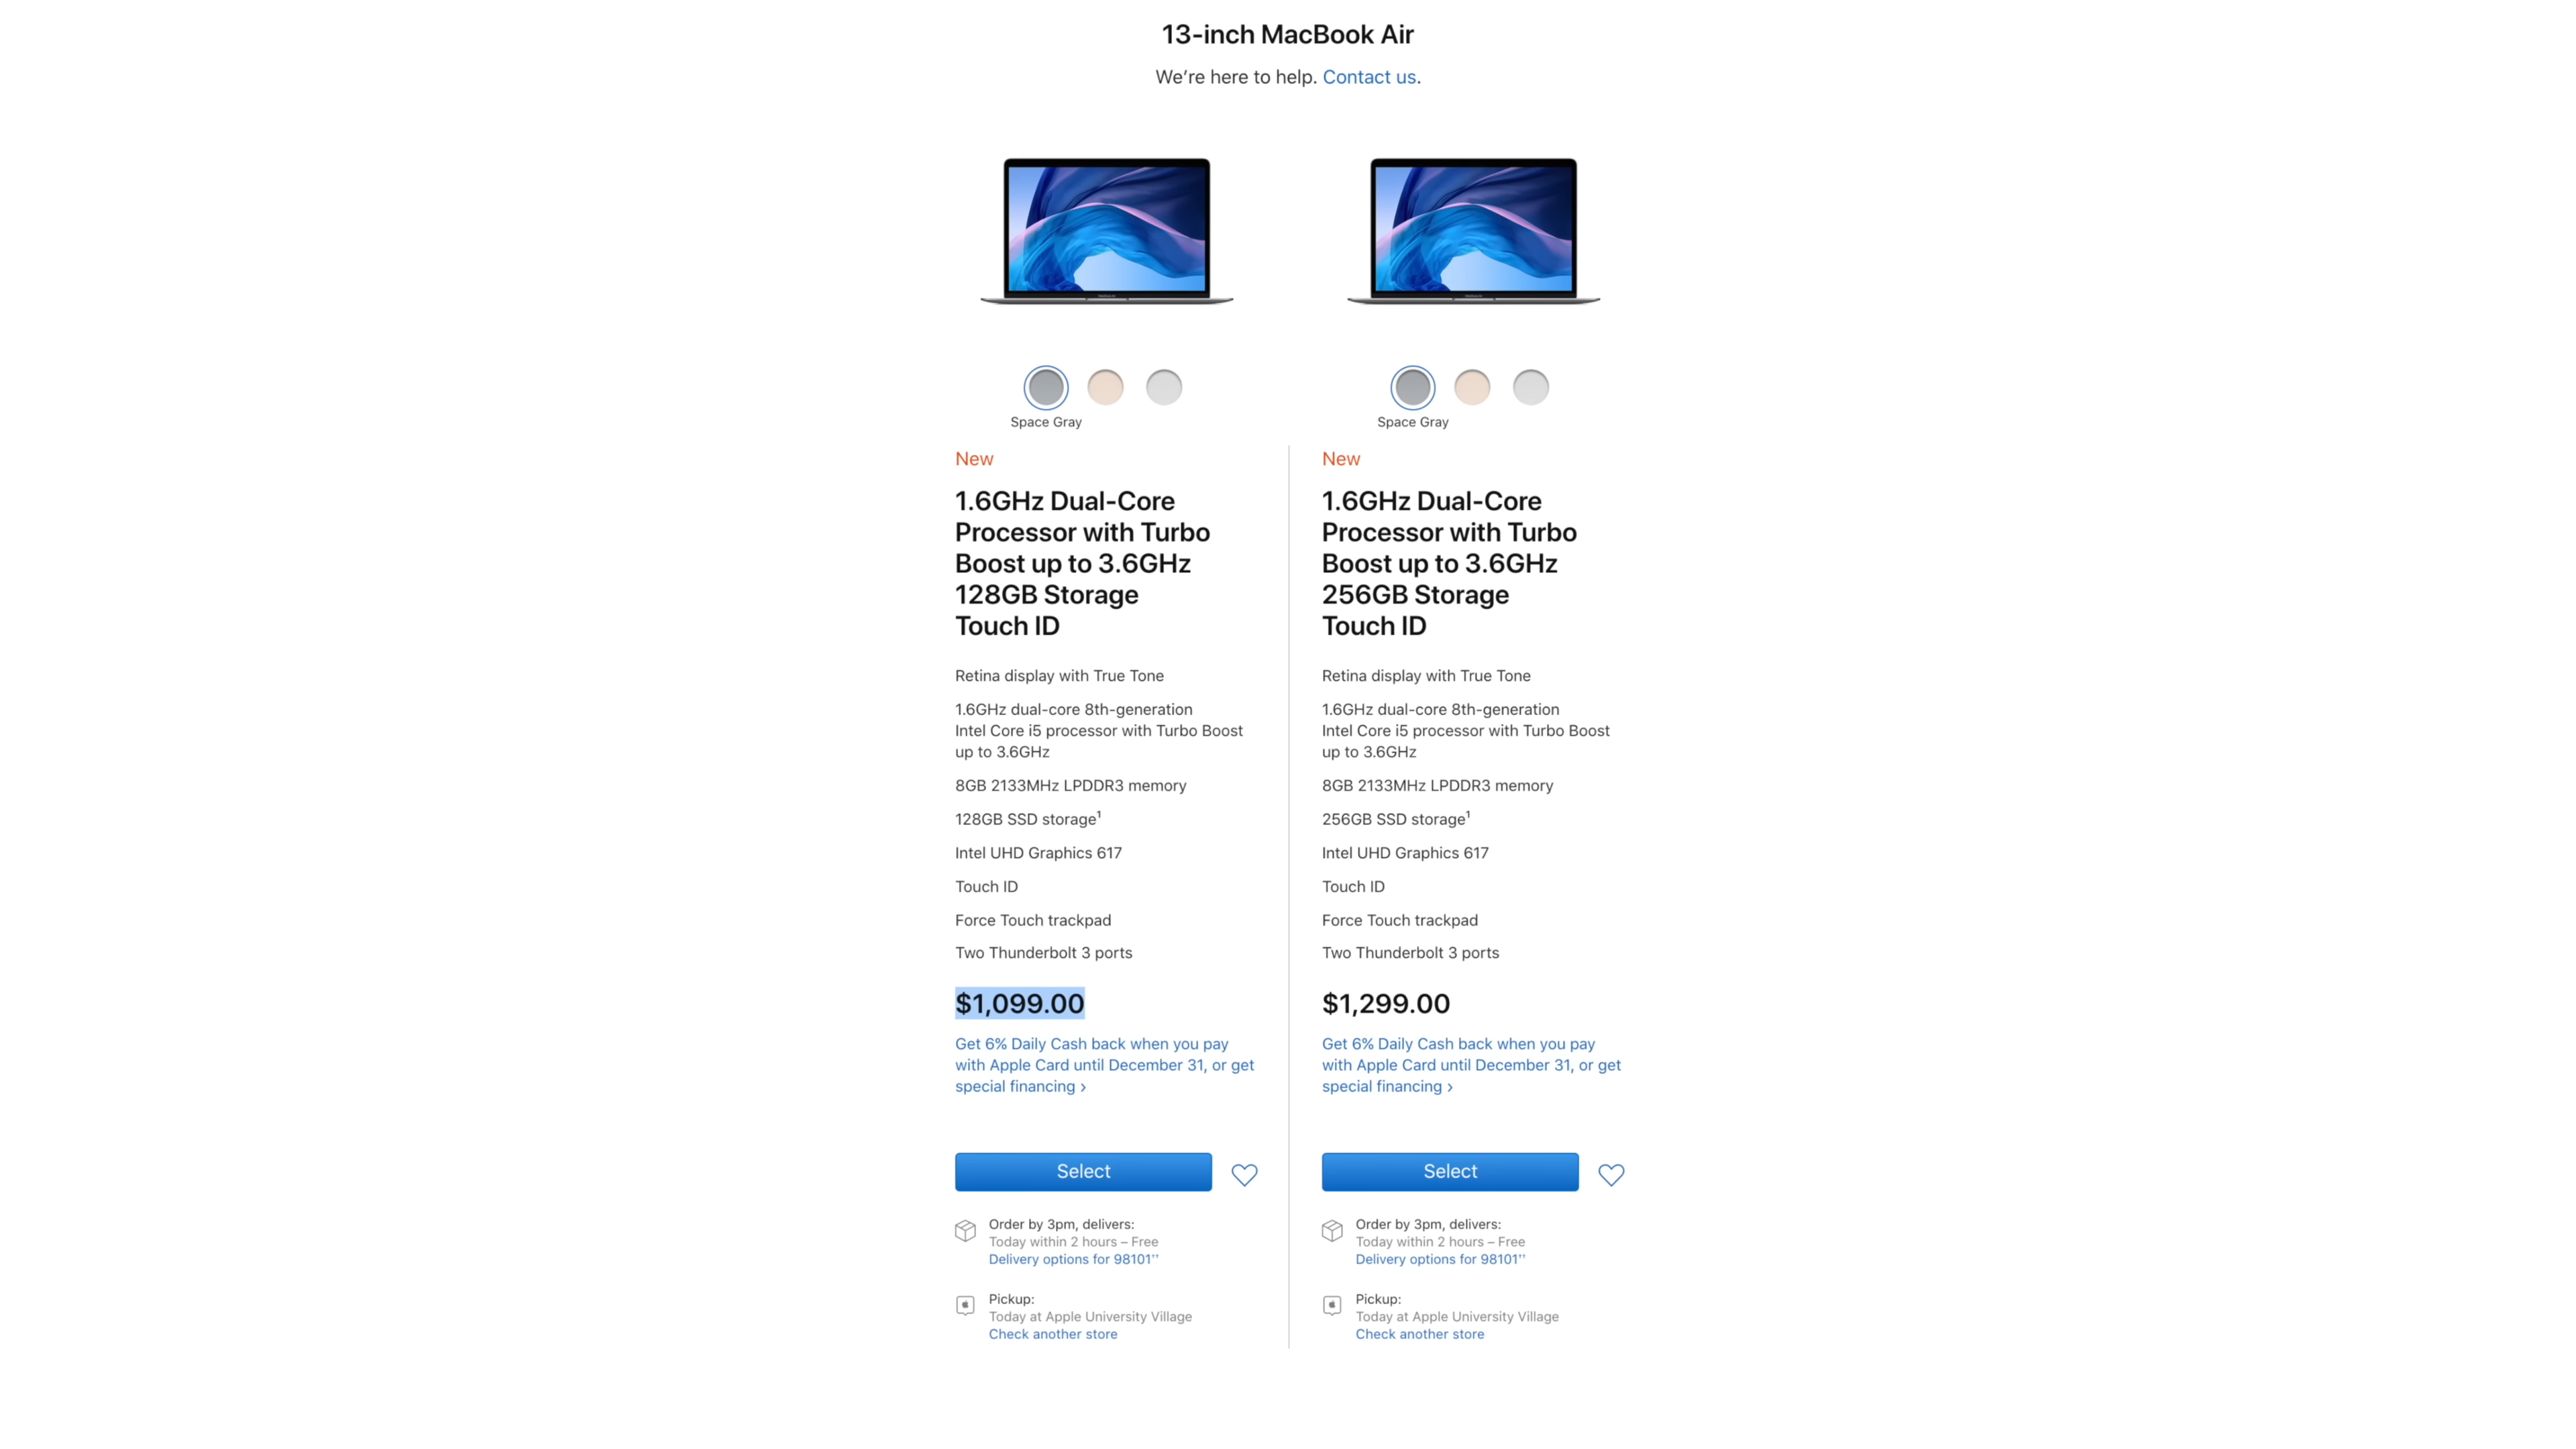 13-inch MacBook Air
We’re here to help. Contact us.
Space Gray
New
1.6GHz Dual-Core
Processor with Turbo
Boost up to 3.6GHz
128GB Storage
Touch ID
Retina display with True Tone
1.6GHz dual-core 8th-generation
Intel Core i5 processor with Turbo Boost
up to 3.6GHz
8GB 2133MHz LPDDR3 memory
128GB SSD storage¹
Intel UHD Graphics 617
Touch ID
Force Touch trackpad
Two Thunderbolt 3 ports
$1,099.00
Get 6% Daily Cash back when you pay
with Apple Card until December 31, or get
special financing ›
Select
Order by 3pm, delivers:
Today within 2 hours – Free
Delivery options for 98101⁺⁺
Pickup:
Today at Apple University Village
Check another store
Space Gray
New
1.6GHz Dual-Core
Processor with Turbo
Boost up to 3.6GHz
256GB Storage
Touch ID
Retina display with True Tone
1.6GHz dual-core 8th-generation
Intel Core i5 processor with Turbo Boost
up to 3.6GHz
8GB 2133MHz LPDDR3 memory
256GB SSD storage¹
Intel UHD Graphics 617
Touch ID
Force Touch trackpad
Two Thunderbolt 3 ports
$1,299.00
Get 6% Daily Cash back when you pay
with Apple Card until December 31, or get
special financing ›
Select
Order by 3pm, delivers:
Today within 2 hours – Free
Delivery options for 98101⁺⁺
Pickup:
Today at Apple University Village
Check another store